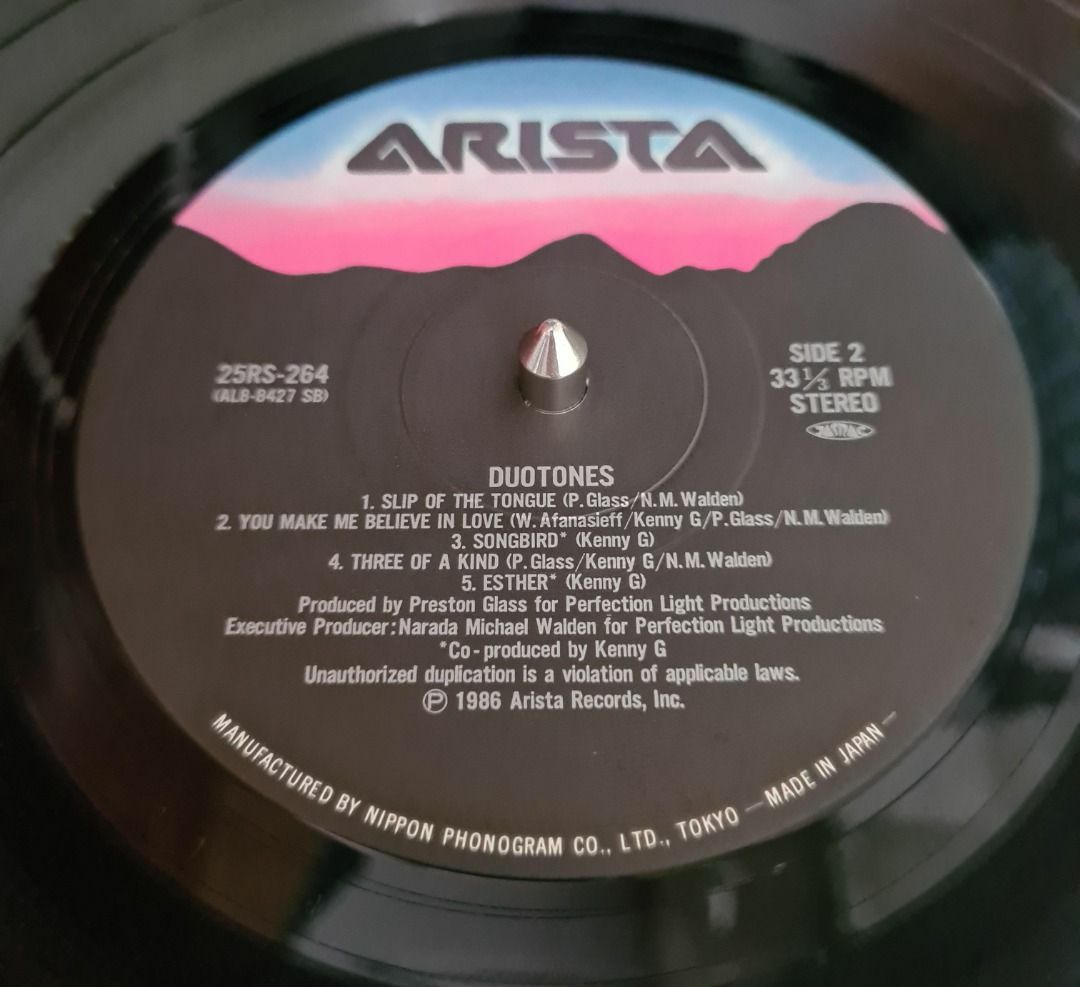 ARISTA
25RS-264
(ALB-8427 SB)
SIDE 2
33 1/3 RPM
STEREO
JASRAC
DUOTONES
1. SLIP OF THE TONGUE (P.Glass/N.M.Walden)
2. YOU MAKE ME BELIEVE IN LOVE (W. Afanasieff/Kenny G/P.Glass/N.M.Walden)
3. SONGBIRD* (Kenny G)
4. THREE OF A KIND (P.Glass/Kenny G/N.M.Walden)
5. ESTHER* (Kenny G)
Produced by Preston Glass for Perfection Light Productions
Executive Producer:Narada Michael Walden for Perfection Light Productions
*Co-produced by Kenny G
Unauthorized duplication is a violation of applicable laws.
℗ 1986 Arista Records, Inc.
MANUFACTURED BY NIPPON PHONOGRAM CO., LTD., TOKYO —MADE IN JAPAN—